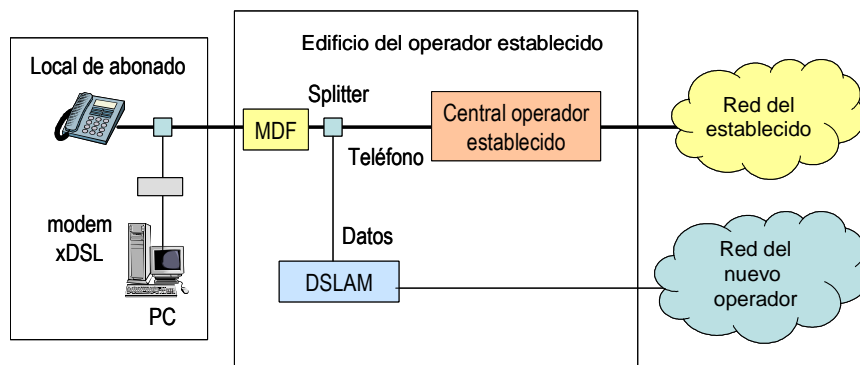 Edificio del operador establecido
Local de abonado
Splitter
MDF
Teléfono
Central operador
establecido
Red del
establecido
modem
xDSL
PC
Datos
DSLAM
Red del
nuevo
operador